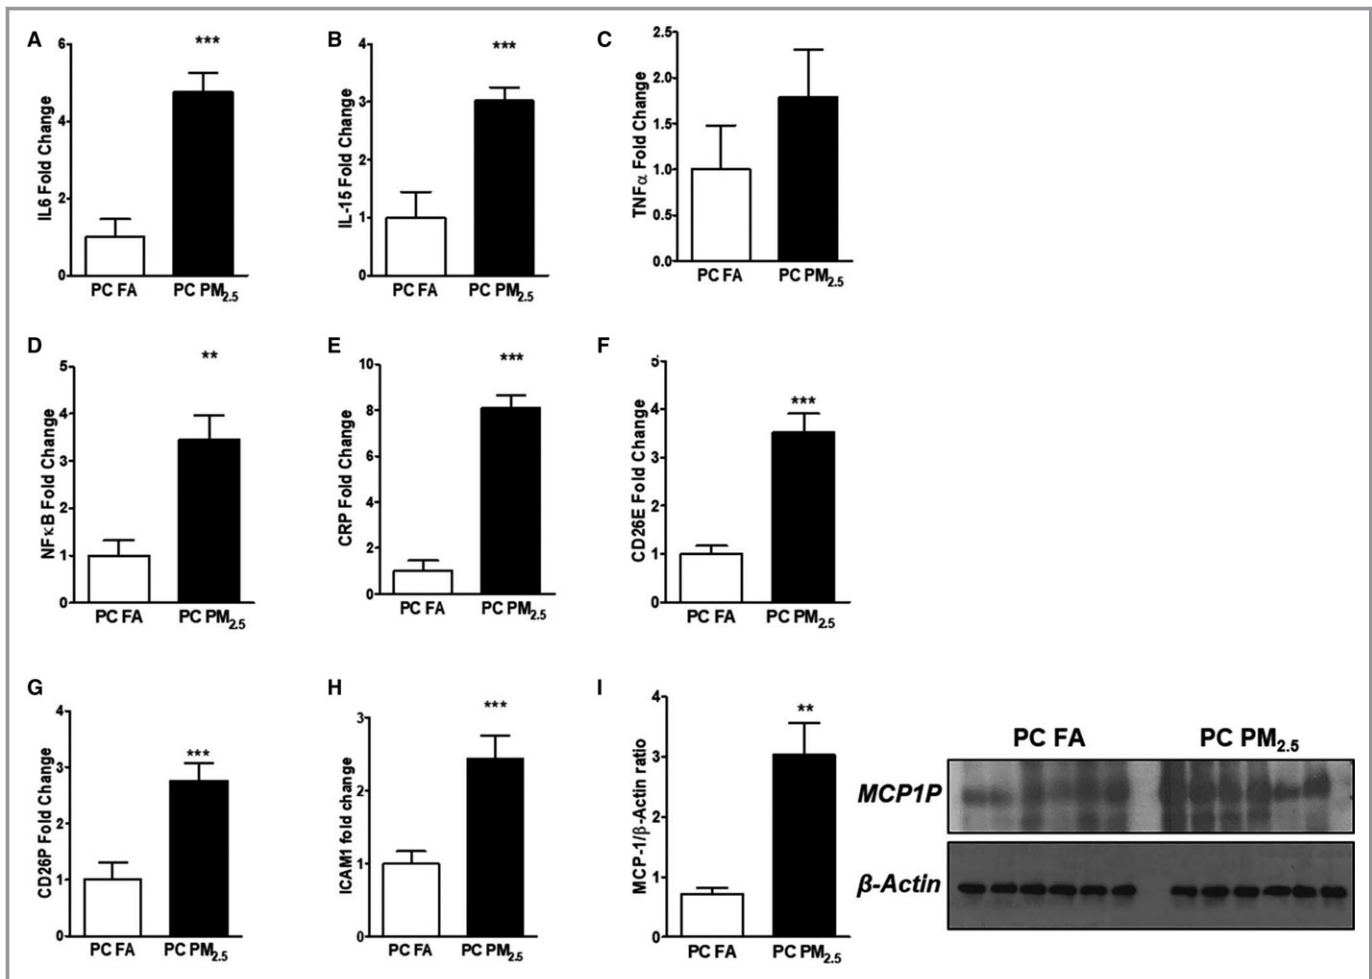 A
IL6 Fold Change
6
4
2
0
***
PC FA PC PM2.5
B
IL-15 Fold Change
4
3
2
1
0
***
PC FA PC PM2.5
C
TNFα Fold Change
2.5
2.0
1.5
1.0
0.5
0.0
PC FA PC PM2.5
D
NFκB Fold Change
5
4
3
2
1
0
**
PC FA PC PM2.5
E
CRP Fold Change
10
8
6
4
2
0
***
PC FA PC PM2.5
F
CD26E Fold Change
5
4
3
2
1
0
***
PC FA PC PM2.5
G
CD26P Fold Change
4
3
2
1
0
***
PC FA PC PM2.5
H
ICAM1 fold change
3
2
1
0
***
PC FA PC PM2.5
I
MCP-1/β-Actin ratio
4
3
2
1
0
**
PC FA PC PM2.5
PC FA PC PM2.5
MCP1P
β-Actin